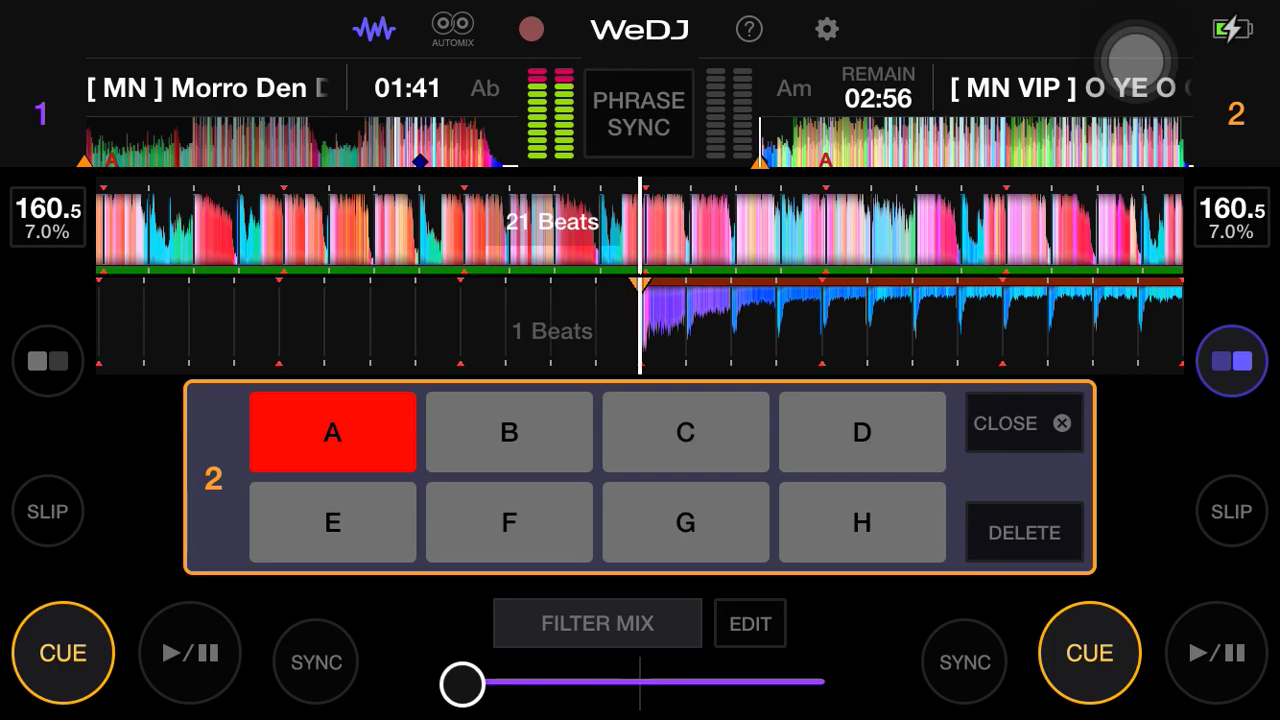 AUTOMIX
WeDJ
?
1
[ MN ] Morro Den
01:41
Ab
PHRASE
SYNC
Am
REMAIN
02:56
[ MN VIP ] O YE O
2
A
A
160.5
7.0%
21 Beats
160.5
7.0%
1 Beats
2
A
B
C
D
CLOSE
E
F
G
H
DELETE
SLIP
SLIP
CUE
SYNC
FILTER MIX
EDIT
SYNC
CUE